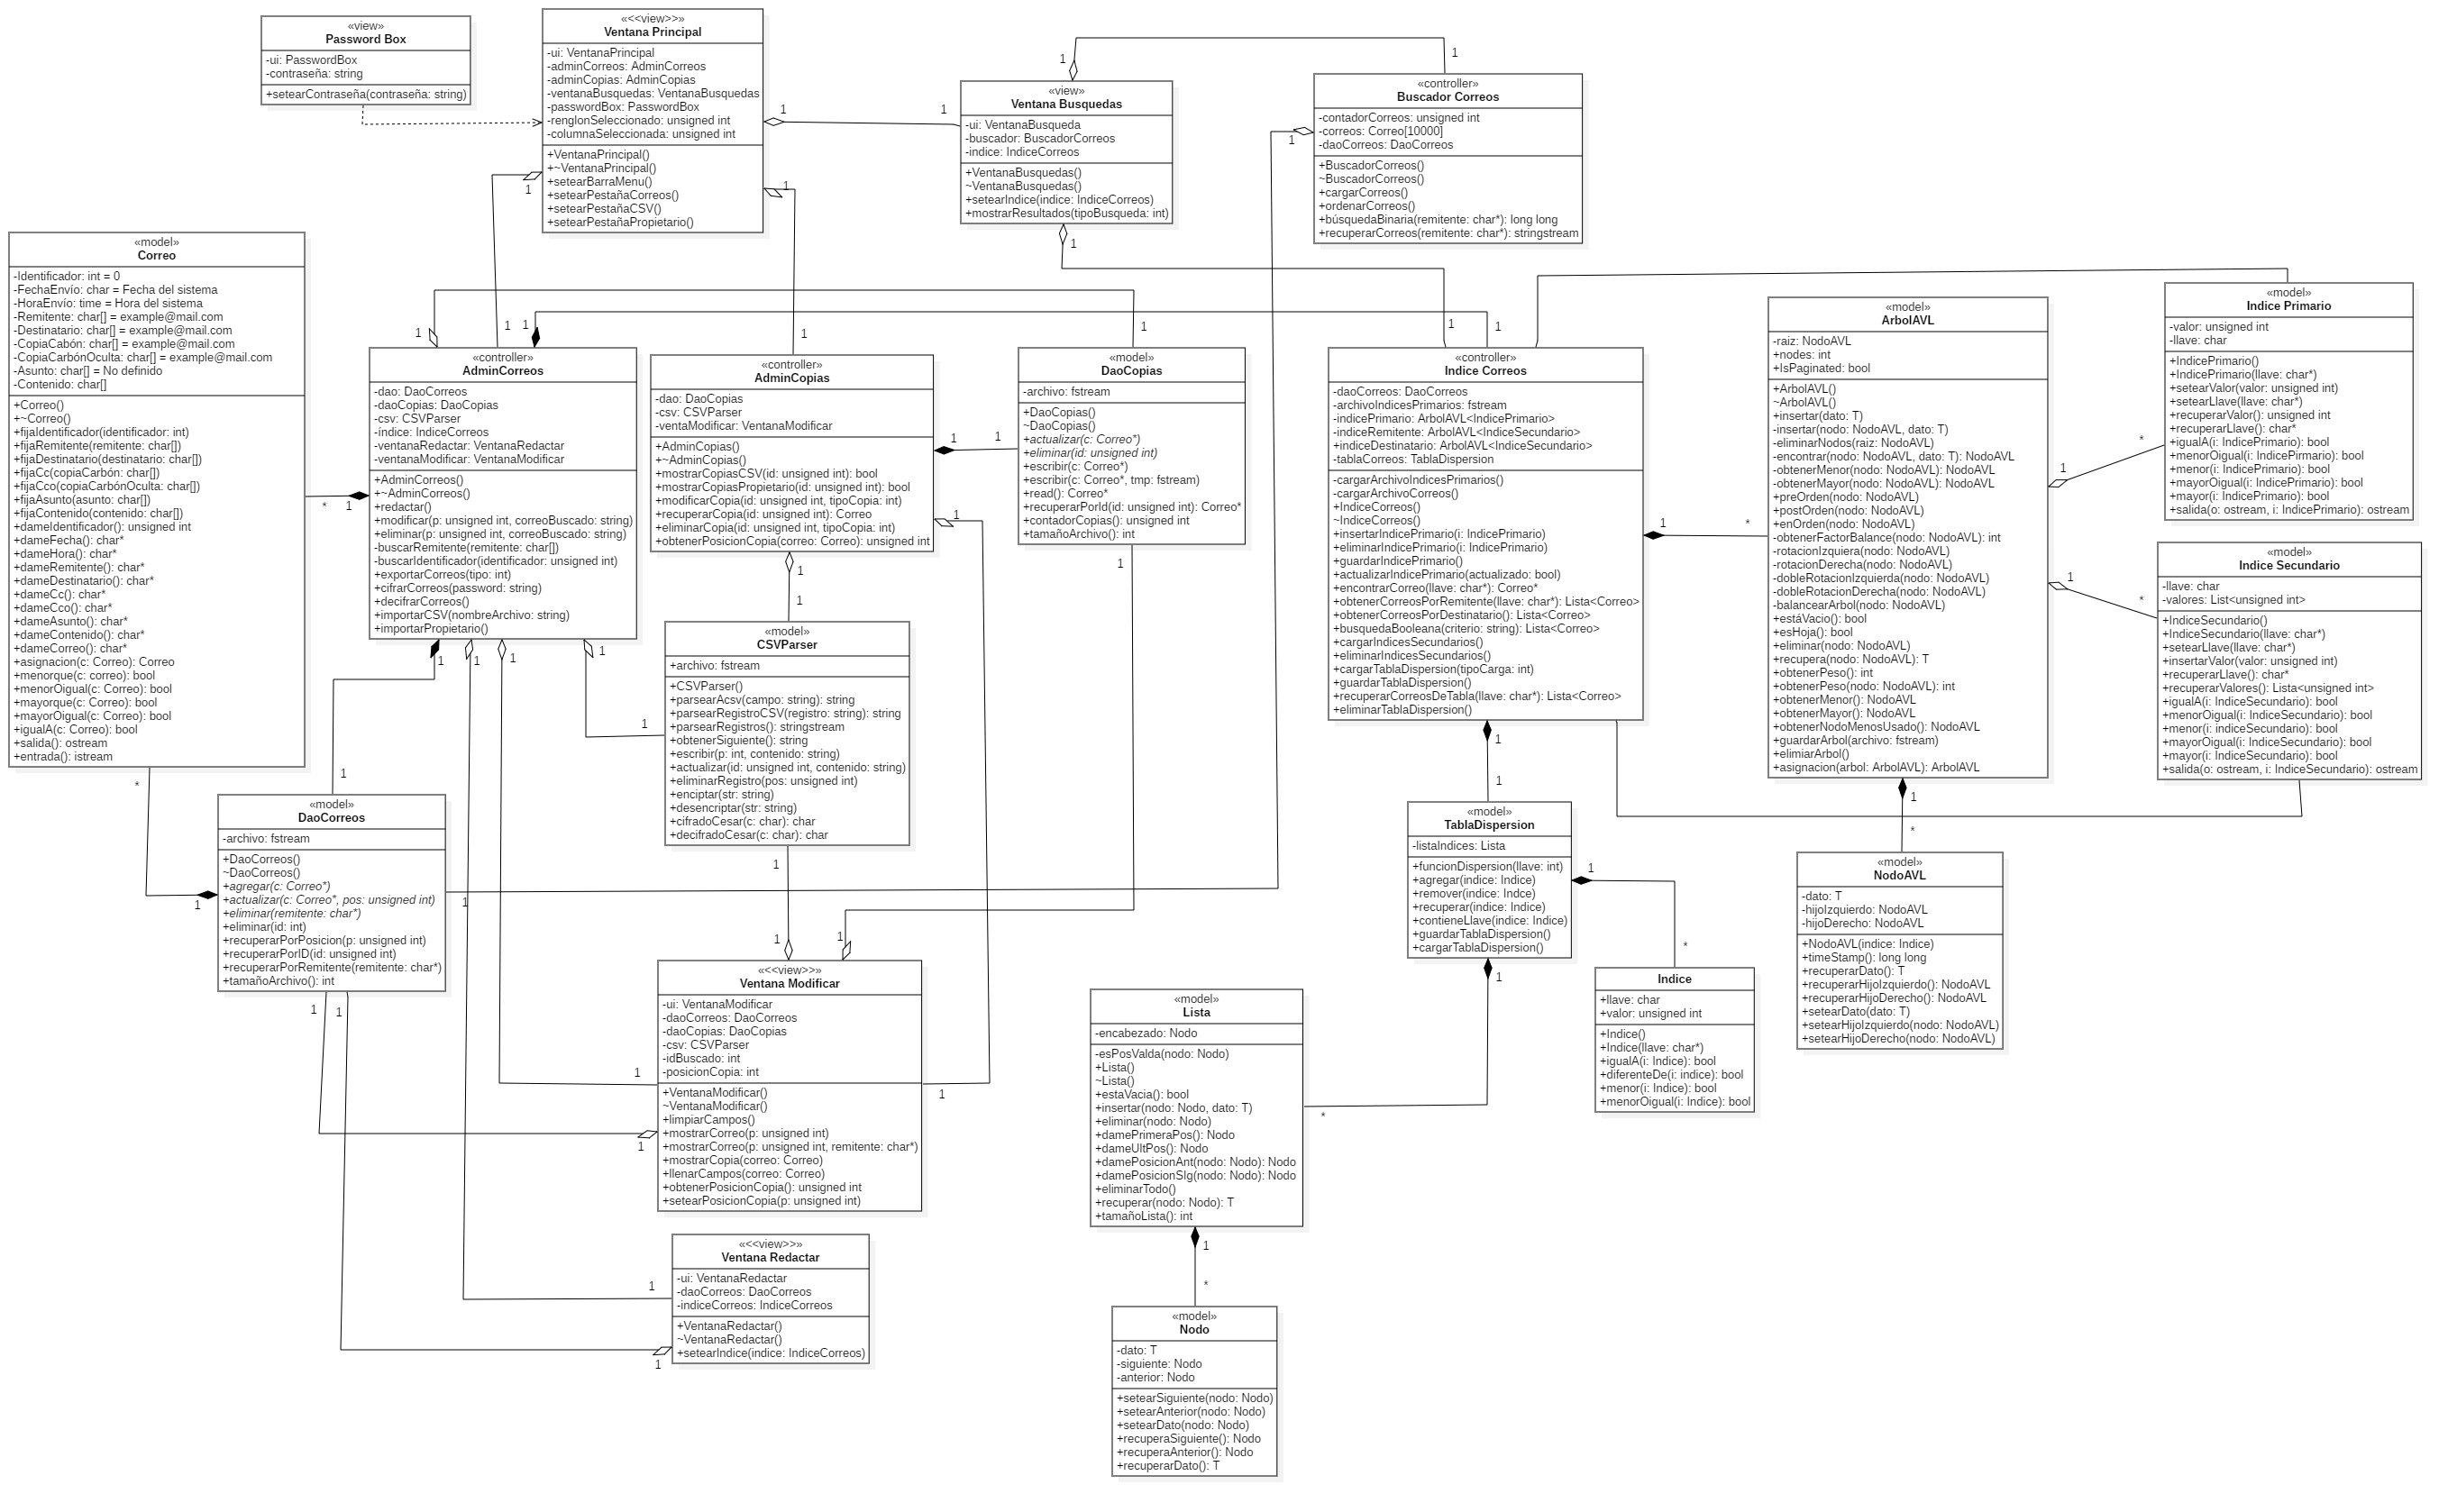 «view»
Password Box
-ui: PasswordBox
-contraseña: string
+setearContraseña(contraseña: string)
«<<view>>»
Ventana Principal
-ui: VentanaPrincipal
-adminCorreos: AdminCorreos
-adminCopias: AdminCopias
-ventanaBusquedas: VentanaBusquedas
-passwordBox: PasswordBox
-renglonSeleccionado: unsigned int
-columnaSeleccionada: unsigned int
+VentanaPrincipal()
+~VentanaPrincipal()
+setearBarraMenu()
+setearPestañaCorreos()
+setearPestañaCSV()
+setearPestañaPropietario()
1
1
1
1
«view»
Ventana Busquedas
-ui: VentanaBusqueda
-buscador: BuscadorCorreos
-indice: IndiceCorreos
+VentanaBusquedas()
~VentanaBusquedas()
+setearIndice(indice: IndiceCorreos)
+mostrarResultados(tipoBusqueda: int)
1
1
1
1
«controller»
Buscador Correos
-contadorCorreos: unsigned int
-correos: Correo[10000]
-daoCorreos: DaoCorreos
+BuscadorCorreos()
~BuscadorCorreos()
+cargarCorreos()
+ordenarCorreos()
+búsquedaBinaria(remitente: char*): long long
+recuperarCorreos(remitente: char*): stringstream
«model»
Correo
-Identificador: int = 0
-FechaEnvío: char = Fecha del sistema
-HoraEnvío: time = Hora del sistema
-Remitente: char[] = example@mail.com
-Destinatario: char[] = example@mail.com
-CopiaCabón: char[] = example@mail.com
-CopiaCarbónOculta: char[] = example@mail.com
-Asunto: char[] = No definido
-Contenido: char[]
+Correo()
+~Correo()
+fijaIdentificador(identificador: int)
+fijaRemitente(remitente: char[])
+fijaDestinatario(destinatario: char[])
+fijaCc(copiaCarbón: char[])
+fijaCco(copiaCarbónOculta: char[])
+fijaAsunto(asunto: char[])
+fijaContenido(contenido: char[])
+dameIdentificador(): unsigned int
+dameFecha(): char*
+dameHora(): char*
+dameRemitente(): char*
+dameDestinatario(): char*
+dameCc(): char*
+dameCco(): char*
+dameAsunto(): char*
+dameContenido(): char*
+dameCorreo(): char*
+asignacion(c: Correo): Correo
+menorque(c: correo): bool
+menorOigual(c: Correo): bool
+mayorque(c: Correo): bool
+mayorOigual(c: Correo): bool
+igualA(c: Correo): bool
+salida(): ostream
+entrada(): istream
*
1
*
1
1
1
1
«controller»
AdminCorreos
-dao: DaoCorreos
-daoCopias: DaoCopias
-csv: CSVParser
-índice: IndiceCorreos
-ventanaRedactar: VentanaRedactar
-ventanaModificar: VentanaModificar
+AdminCorreos()
+~AdminCorreos()
+redactar()
+modificar(p: unsigned int, correoBuscado: string)
+eliminar(p: unsigned int, correoBuscado: string)
-buscarRemitente(remitente: char[])
-buscarIdentificador(identificador: unsigned int)
+exportarCorreos(tipo: int)
+cifrarCorreos(password: string)
+decifrarCorreos()
+importarCSV(nombreArchivo: string)
+importarPropietario()
1
1
1
1
1
«controller»
AdminCopias
-dao: DaoCopias
-csv: CSVParser
-ventaModificar: VentanaModificar
+AdminCopias()
+~AdminCopias()
+mostrarCopiasCSV(id: unsigned int): bool
+mostrarCopiasPropietario(id: unsigned int): bool
+modificarCopia(id: unsigned int, tipoCopia: int)
+recuperarCopia(id: unsigned int): Correo
+eliminarCopia(id: unsigned int, tipoCopia: int)
+obtenerPosicionCopia(correo: Correo): unsigned int
1
1
1
1
1
1
«model»
DaoCopias
-archivo: fstream
+DaoCopias()
~DaoCopias()
+actualizar(c: Correo*)
+eliminar(id: unsigned int)
+escribir(c: Correo*)
+escribir(c: Correo*, tmp: fstream)
+read(): Correo*
+recuperarPorId(id: unsigned int): Correo*
+contadorCopias(): unsigned int
+tamañoArchivo(): int
1
1
1
«controller»
Indice Correos
-daoCorreos: DaoCorreos
-archivoIndicesPrimarios: fstream
-indicePrimario: ArbolAVL<IndicePrimario>
-indiceRemitente: ArbolAVL<IndiceSecundario>
+indiceDestinatario: ArbolAVL<IndiceSecundario>
-tablaCorreos: TablaDispersion
-cargarArchivoIndicesPrimarios()
-cargarArchivoCorreos()
+IndiceCorreos()
~IndiceCorreos()
+insertarIndicePrimario(i: IndicePrimario)
+eliminarIndicePrimario(i: IndicePrimario)
+guardarIndicePrimario()
+actualizarIndicePrimario(actualizado: bool)
+encontrarCorreo(llave: char*): Correo*
+obtenerCorreosPorRemitente(llave: char*): Lista<Correo>
+obtenerCorreosPorDestinatario(): Lista<Correo>
+busquedaBooleana(criterio: string): Lista<Correo>
+cargarIndicesSecundarios()
+eliminarIndicesSecundarios()
+cargarTablaDispersion(tipoCarga: int)
+guardarTablaDispersion()
+recuperarCorreosDeTabla(llave: char*): Lista<Correo>
+eliminarTablaDispersion()
1
*
1
1
«model»
ArbolAVL
-raiz: NodoAVL
+nodes: int
+IsPaginated: bool
+ArbolAVL()
~ArbolAVL()
+insertar(dato: T)
-insertar(nodo: NodoAVL, dato: T)
-eliminarNodos(raiz: NodoAVL)
-encontrar(nodo: NodoAVL, dato: T): NodoAVL
-obtenerMenor(nodo: NodoAVL): NodoAVL
-obtenerMayor(nodo: NodoAVL): NodoAVL
+preOrden(nodo: NodoAVL)
+postOrden(nodo: NodoAVL)
+enOrden(nodo: NodoAVL)
-obtenerFactorBalance(nodo: NodoAVL): int
-rotacionIzquiera(nodo: NodoAVL)
-rotacionDerecha(nodo: NodoAVL)
-dobleRotacionIzquierda(nodo: NodoAVL)
-dobleRotacionDerecha(nodo: NodoAVL)
-balancearArbol(nodo: NodoAVL)
+estáVacio(): bool
+esHoja(): bool
+eliminar(nodo: NodoAVL)
+recupera(nodo: NodoAVL): T
+obtenerPeso(): int
+obtenerPeso(nodo: NodoAVL): int
+obtenerMenor(): NodoAVL
+obtenerMayor(): NodoAVL
+obtenerNodoMenosUsado(): NodoAVL
+guardarArbol(archivo: fstream)
+elimiarArbol()
+asignacion(arbol: ArbolAVL): ArbolAVL
1
*
1
*
1
*
«model»
Indice Primario
-valor: unsigned int
-llave: char
+IndicePrimario()
+IndicePrimario(llave: char*)
+setearValor(valor: unsigned int)
+setearLlave(llave: char*)
+recuperarValor(): unsigned int
+recuperarLlave(): char*
+igualA(i: IndicePrimario): bool
+menorOigual(i: IndicePirmario): bool
+menor(i: IndicePrimario): bool
+mayorOigual(i: IndicePrimario): bool
+mayor(i: IndicePrimario): bool
+salida(o: ostream, i: IndicePrimario): ostream
«model»
Indice Secundario
-llave: char
-valores: List<unsigned int>
+IndiceSecundario()
+IndiceSecundario(llave: char*)
+setearLlave(llave: char*)
+insertarValor(valor: unsigned int)
+recuperarLlave(): char*
+recuperarValores(): Lista<unsigned int>
+igualA(i: IndiceSecundario): bool
+menorOigual(i: IndiceSecundario): bool
+menor(i: indiceSecundario): bool
+mayorOigual(i: IndiceSecundario): bool
+mayor(i: IndiceSecundario): bool
+salida(o: ostream, i: IndiceSecundario): ostream
«model»
CSVParser
+archivo: fstream
+CSVParser()
+parsearAcsv(campo: string): string
+parsearRegistroCSV(registro: string): string
+parsearRegistros(): stringstream
+obtenerSiguiente(): string
+escribir(p: int, contenido: string)
+actualizar(id: unsigned int, contenido: string)
+eliminarRegistro(pos: unsigned int)
+enciptar(str: string)
+desencriptar(str: string)
+cifradoCesar(c: char): char
+decifradoCesar(c: char): char
1
1
1
1
1
«model»
DaoCorreos
-archivo: fstream
+DaoCorreos()
~DaoCorreos()
+agregar(c: Correo*)
+actualizar(c: Correo*, pos: unsigned int)
+eliminar(remitente: char*)
+eliminar(id: int)
+recuperarPorPosicion(p: unsigned int)
+recuperarPorID(id: unsigned int)
+recuperarPorRemitente(remitente: char*)
+tamañoArchivo(): int
1
1
1
1
1
«<<view>>»
Ventana Modificar
-ui: VentanaModificar
-daoCorreos: DaoCorreos
-daoCopias: DaoCopias
-csv: CSVParser
-idBuscado: int
-posicionCopia: int
+VentanaModificar()
~VentanaModificar()
+limpiarCampos()
+mostrarCorreo(p: unsigned int)
+mostrarCorreo(p: unsigned int, remitente: char*)
+mostrarCopia(correo: Correo)
+llenarCampos(correo: Correo)
+obtenerPosicionCopia(): unsigned int
+setearPosicionCopia(p: unsigned int)
1
1
1
1
«<<view>>»
Ventana Redactar
-ui: VentanaRedactar
-daoCorreos: DaoCorreos
-indiceCorreos: IndiceCorreos
+VentanaRedactar()
~VentanaRedactar()
+setearIndice(indice: IndiceCorreos)
«model»
TablaDispersion
-listaIndices: Lista
+funcionDispersion(llave: int)
+agregar(indice: Indice)
+remover(indice: Indce)
+recuperar(indice: Indice)
+contieneLlave(indice: Indice)
+guardarTablaDispersion()
+cargarTablaDispersion()
1
*
1
*
«model»
Lista
-encabezado: Nodo
-esPosValda(nodo: Nodo)
+Lista()
~Lista()
+estaVacia(): bool
+insertar(nodo: Nodo, dato: T)
+eliminar(nodo: Nodo)
+damePrimeraPos(): Nodo
+dameUltPos(): Nodo
+damePosicionAnt(nodo: Nodo): Nodo
+damePosicionSIg(nodo: Nodo): Nodo
+eliminarTodo()
+recuperar(nodo: Nodo): T
+tamañoLista(): int
1
*
«model»
Nodo
-dato: T
-siguiente: Nodo
-anterior: Nodo
+setearSiguiente(nodo: Nodo)
+setearAnterior(nodo: Nodo)
+setearDato(nodo: Nodo)
+recuperaSiguiente(): Nodo
+recuperaAnterior(): Nodo
+recuperarDato(): T
Indice
+llave: char
+valor: unsigned int
+Indice()
+Indice(llave: char*)
+igualA(i: Indice): bool
+diferenteDe(i: indice): bool
+menor(i: Indice): bool
+menorOigual(i: Indice): bool
«model»
NodoAVL
-dato: T
-hijoIzquierdo: NodoAVL
-hijoDerecho: NodoAVL
+NodoAVL(indice: Indice)
+timeStamp(): long long
+recuperarDato(): T
+recuperarHijoIzquierdo(): NodoAVL
+recuperarHijoDerecho(): NodoAVL
+setearDato(dato: T)
+setearHijoIzquierdo(nodo: NodoAVL)
+setearHijoDerecho(nodo: NodoAVL)